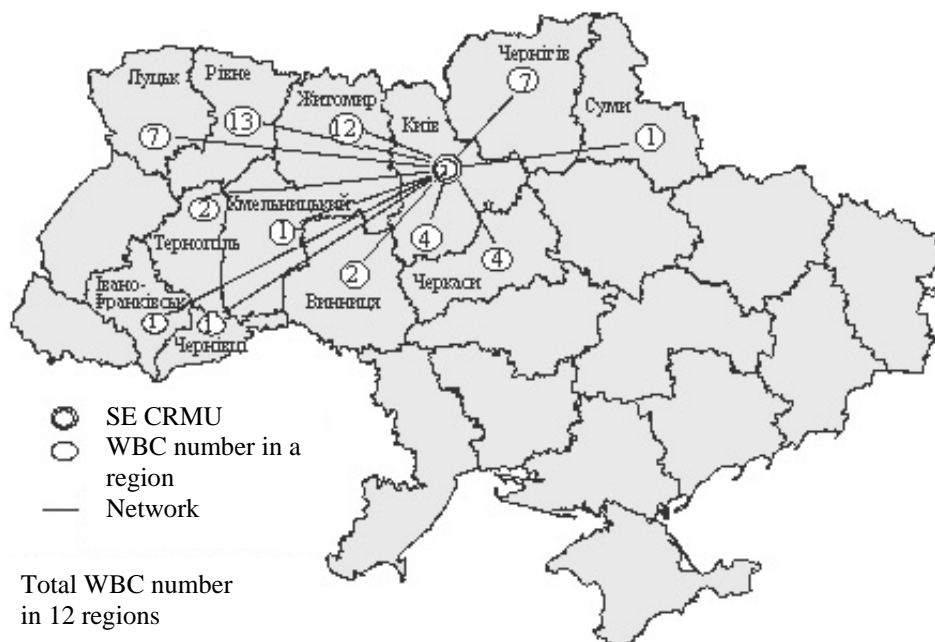 Чернігів
7
Луцьк
Рівне
Житомир
Суми
13
12
Київ
7
1
2
Хмельницький
1
4
4
Тернопіль
2
Черкаси
Івано-
Франківськ
Винниця
1
1
Чернівці
SE CRMU
WBC number in a
region
Network
Total WBC number
in 12 regions